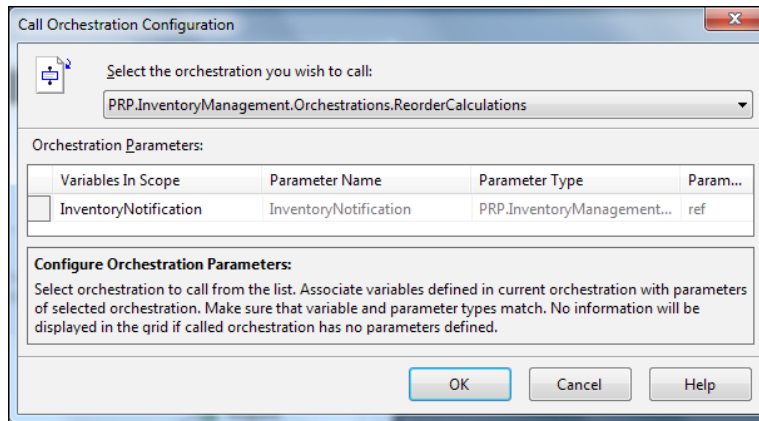 Call Orchestration Configuration
Select the orchestration you wish to call:
PRP.InventoryManagement.Orchestrations.ReorderCalculations
Orchestration Parameters:
Variables In Scope Parameter Name Parameter Type Param...
InventoryNotification InventoryNotification PRP.InventoryManagement... ref
Configure Orchestration Parameters:
Select orchestration to call from the list. Associate variables defined in current orchestration with parameters
of selected orchestration. Make sure that variable and parameter types match. No information will be
displayed in the grid if called orchestration has no parameters defined.
OK Cancel Help